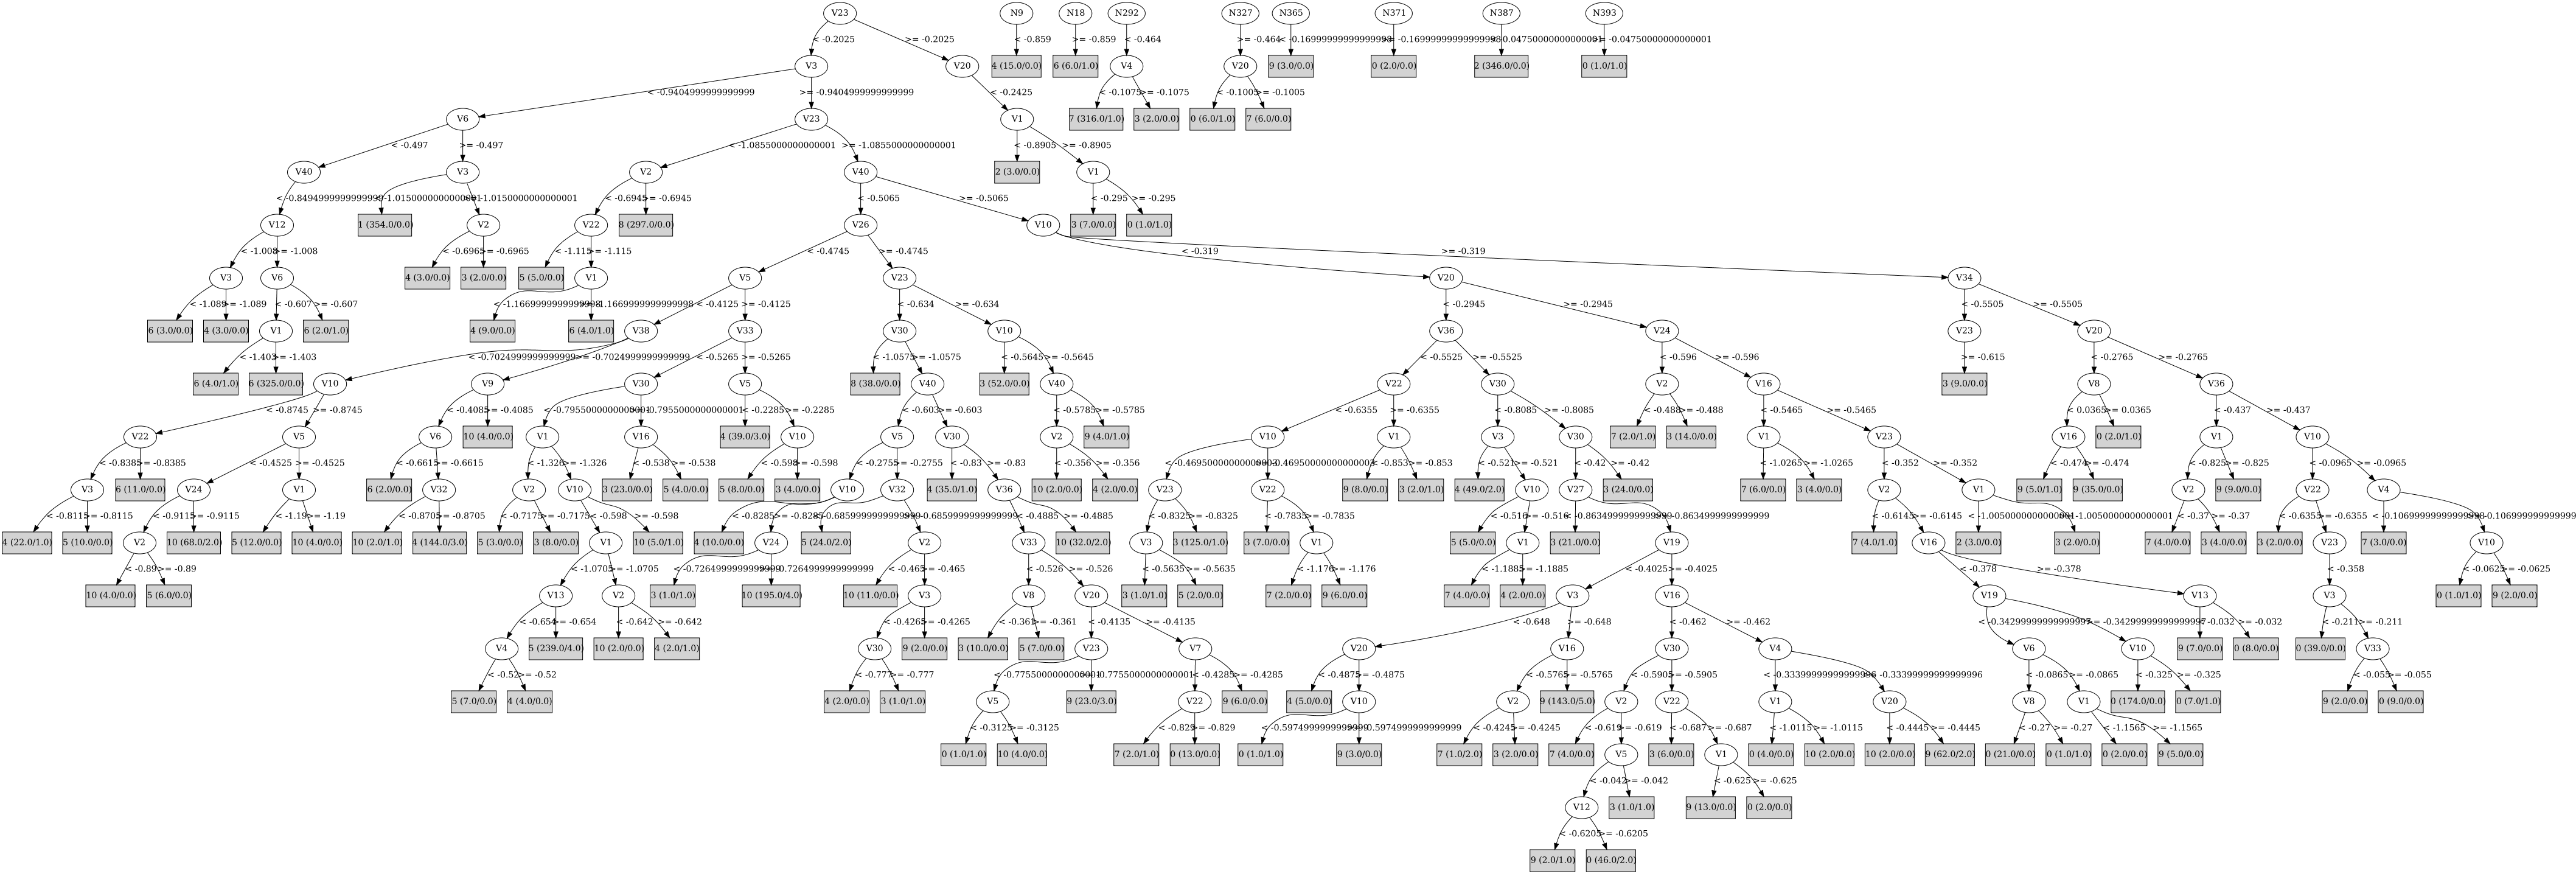 V23 N9 N18 N292 N327 N365 N371 N387 N393
< -0.2025 >= -0.2025 < -0.859 >= -0.859 < -0.464 >= -0.464 < -0.16999999999999998 >= -0.16999999999999998 < -0.04750000000000001 >= -0.04750000000000001
V3 V20 4 (15.0/0.0) 6 (6.0/1.0) V4 V20 9 (3.0/0.0) 0 (2.0/0.0) 2 (346.0/0.0) 0 (1.0/1.0)
< -0.9404999999999999 >= -0.9404999999999999 < -0.2425 < -0.1075 >= -0.1075 < -0.1005 >= -0.1005
V6 V23 V1 7 (316.0/1.0) 3 (2.0/0.0) 0 (6.0/1.0) 7 (6.0/0.0)
< -0.497 >= -0.497 < -1.0855000000000001 >= -1.0855000000000001 < -0.8905 >= -0.8905
V40 V3 V2 V40 2 (3.0/0.0) V1
< -0.8494999999999999 < -1.0150000000000001 >= -1.0150000000000001 < -0.6945 >= -0.6945 < -0.5065 >= -0.5065 < -0.295 >= -0.295
V12 1 (354.0/0.0) V2 V22 8 (297.0/0.0) V26 V10 3 (7.0/0.0) 0 (1.0/1.0)
< -1.008 >= -1.008 < -0.6965 >= -0.6965 < -1.115 >= -1.115 < -0.4745 >= -0.4745 < -0.319 >= -0.319
V3 V6 4 (3.0/0.0) 3 (2.0/0.0) 5 (5.0/0.0) V1 V5 V23 V20 V34
< -1.089 >= -1.089 < -0.607 >= -0.607 < -1.1669999999999998 >= -1.1669999999999998 < -0.4125 >= -0.4125 < -0.634 >= -0.634 < -0.2945 >= -0.2945 < -0.5505 >= -0.5505
6 (3.0/0.0) 4 (3.0/0.0) V1 6 (2.0/1.0) 4 (9.0/0.0) 6 (4.0/1.0) V38 V33 V30 V10 V36 V24 V23 V20
< -1.403 >= -1.403 < -0.7024999999999999 >= -0.7024999999999999 < -0.5265 >= -0.5265 < -1.0575 >= -1.0575 < -0.5645 >= -0.5645 < -0.5525 >= -0.5525 < -0.596 >= -0.596 >= -0.615 < -0.2765 >= -0.2765
6 (4.0/1.0) 6 (325.0/0.0) V10 V9 V30 V5 8 (38.0/0.0) V40 3 (52.0/0.0) V40 V22 V30 V2 V16 3 (9.0/0.0) V8 V36
< -0.8745 >= -0.8745 < -0.4085 >= -0.4085 < -0.7955000000000001 >= -0.7955000000000001 < -0.2285 >= -0.2285 < -0.603 >= -0.603 < -0.5785 >= -0.5785 < -0.6355 >= -0.6355 < -0.8085 >= -0.8085 < -0.488 >= -0.488 < -0.5465 >= -0.5465 < 0.0365 >= 0.0365 < -0.437 >= -0.437
V22 V5 V6 10 (4.0/0.0) V1 V16 4 (39.0/3.0) V10 V5 V30 V2 9 (4.0/1.0) V10 V1 V3 V30 7 (2.0/1.0) 3 (14.0/0.0) V1 V23 V16 0 (2.0/1.0) V1 V10
< -0.8385 >= -0.8385 < -0.4525 >= -0.4525 < -0.6615 >= -0.6615 < -1.326 >= -1.326 < -0.538 >= -0.538 < -0.598 >= -0.598 < -0.2755 >= -0.2755 < -0.83 >= -0.83 < -0.356 >= -0.356 < -0.46950000000000003 >= -0.46950000000000003 < -0.853 >= -0.853 < -0.521 >= -0.521 < -0.42 >= -0.42 < -1.0265 >= -1.0265 < -0.352 >= -0.352 < -0.474 >= -0.474 < -0.825 >= -0.825 < -0.0965 >= -0.0965
V3 6 (11.0/0.0) V24 V1 6 (2.0/0.0) V32 V2 V10 3 (23.0/0.0) 5 (4.0/0.0) 5 (8.0/0.0) 3 (4.0/0.0) V10 V32 4 (35.0/1.0) V36 10 (2.0/0.0) 4 (2.0/0.0) V23 V22 9 (8.0/0.0) 3 (2.0/1.0) 4 (49.0/2.0) V10 V27 3 (24.0/0.0) 7 (6.0/0.0) 3 (4.0/0.0) V2 V1 9 (5.0/1.0) 9 (35.0/0.0) V2 9 (9.0/0.0) V22 V4
< -0.8115 >= -0.8115 < -0.9115 >= -0.9115 < -1.19 >= -1.19 < -0.8705 >= -0.8705 < -0.7175 >= -0.7175 < -0.598 >= -0.598 < -0.8285 >= -0.8285 < -0.6859999999999999 >= -0.6859999999999999 < -0.4885 >= -0.4885 < -0.8325 >= -0.8325 < -0.7835 >= -0.7835 < -0.516 >= -0.516 < -0.8634999999999999 >= -0.8634999999999999 < -0.6145 >= -0.6145 < -1.0050000000000001 >= -1.0050000000000001 < -0.37 >= -0.37 < -0.6355 >= -0.6355
4 (22.0/1.0) 5 (10.0/0.0) V2 10 (68.0/2.0) 5 (12.0/0.0) 10 (4.0/0.0) 10 (2.0/1.0) 4 (144.0/3.0) 5 (3.0/0.0) 3 (8.0/0.0) V1 10 (5.0/1.0) 4 (10.0/0.0) V24 5 (24.0/2.0) V2 V33 10 (32.0/2.0) V3 3 (125.0/1.0) 3 (7.0/0.0) V1 5 (5.0/0.0) V1 3 (21.0/0.0) V19 7 (4.0/1.0) V16 2 (3.0/0.0) 3 (2.0/0.0) 7 (4.0/0.0) 3 (4.0/0.0) 3 (2.0/0.0) V23 7 (3.0/0.0) V10
< -0.89 >= -0.89 < -1.0705 >= -1.0705 < -0.7264999999999999 >= -0.7264999999999999 < -0.465 >= -0.465 < -0.526 >= -0.526 < -0.5635 >= -0.5635 < -1.176 >= -1.176 < -1.1885 >= -1.1885 < -0.4025 >= -0.4025 < -0.378 >= -0.378 < -0.358 < -0.0625 >= -0.0625
10 (4.0/0.0) 5 (6.0/0.0) V13 V2 3 (1.0/1.0) 10 (195.0/4.0) 10 (11.0/0.0) V3 V8 V20 3 (1.0/1.0) 5 (2.0/0.0) 7 (2.0/0.0) 9 (6.0/0.0) 7 (4.0/0.0) 4 (2.0/0.0) V3 V16 V19 V13 V3 0 (1.0/1.0) 9 (2.0/0.0)
< -0.654 >= -0.654 < -0.642 >= -0.642 < -0.4265 >= -0.4265 < -0.361 >= -0.361 < -0.4135 >= -0.4135 < -0.648 >= -0.648 < -0.462 >= -0.462 < -0.34299999999999997 >= -0.34299999999999997 < -0.032 >= -0.032 < -0.211 >= -0.211
V4 5 (239.0/4.0) 10 (2.0/0.0) 4 (2.0/1.0) V30 9 (2.0/0.0) 3 (10.0/0.0) 5 (7.0/0.0) V23 V7 V20 V16 V30 V4 V6 V10 9 (7.0/0.0) 0 (8.0/0.0) 0 (39.0/0.0) V33
< -0.52 >= -0.52 < -0.777 >= -0.777 < -0.7755000000000001 >= -0.7755000000000001 < -0.4285 >= -0.4285 < -0.4875 >= -0.4875 < -0.5765 >= -0.5765 < -0.5905 >= -0.5905 < -0.33399999999999996 >= -0.33399999999999996 < -0.0865 >= -0.0865 < -0.325 >= -0.325 < -0.055 >= -0.055
5 (7.0/0.0) 4 (4.0/0.0) 4 (2.0/0.0) 3 (1.0/1.0) V5 9 (23.0/3.0) V22 9 (6.0/0.0) 4 (5.0/0.0) V10 V2 9 (143.0/5.0) V2 V22 V1 V20 V8 V1 0 (174.0/0.0) 0 (7.0/1.0) 9 (2.0/0.0) 0 (9.0/0.0)
< -0.3125 >= -0.3125 < -0.829 >= -0.829 < -0.5974999999999999 >= -0.5974999999999999 < -0.4245 >= -0.4245 < -0.619 >= -0.619 < -0.687 >= -0.687 < -1.0115 >= -1.0115 < -0.4445 >= -0.4445 < -0.27 >= -0.27 < -1.1565 >= -1.1565
0 (1.0/1.0) 10 (4.0/0.0) 7 (2.0/1.0) 0 (13.0/0.0) 0 (1.0/1.0) 9 (3.0/0.0) 7 (1.0/2.0) 3 (2.0/0.0) 7 (4.0/0.0) V5 3 (6.0/0.0) V1 0 (4.0/0.0) 10 (2.0/0.0) 10 (2.0/0.0) 9 (62.0/2.0) 0 (21.0/0.0) 0 (1.0/1.0) 0 (2.0/0.0) 9 (5.0/0.0)
< -0.042 >= -0.042 < -0.625 >= -0.625
V12 3 (1.0/1.0) 9 (13.0/0.0) 0 (2.0/0.0)
< -0.6205 >= -0.6205
9 (2.0/1.0) 0 (46.0/2.0)